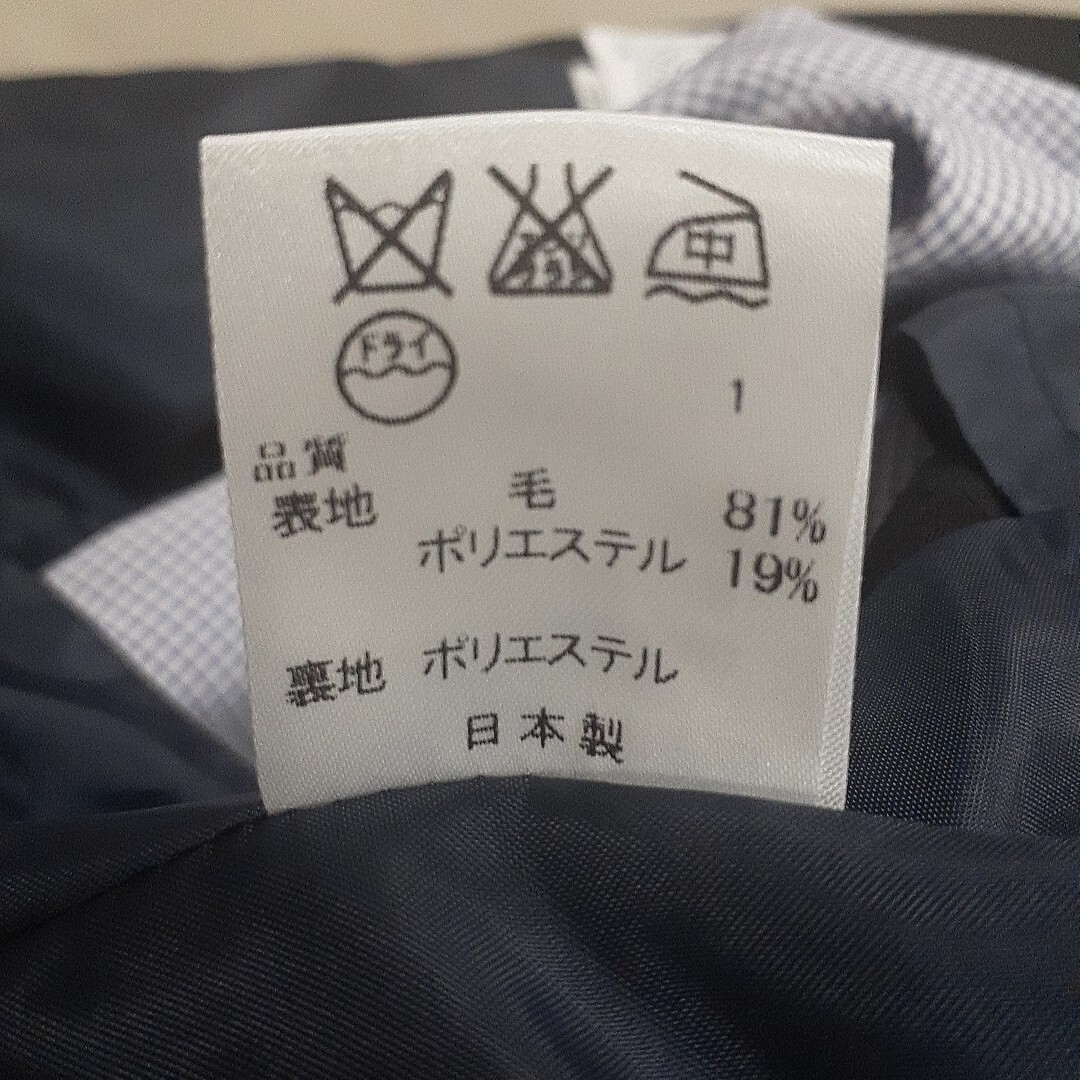 中
ドライ
1
品質
表地 毛 81%
ポリエステル 19%
裏地 ポリエステル
日本製